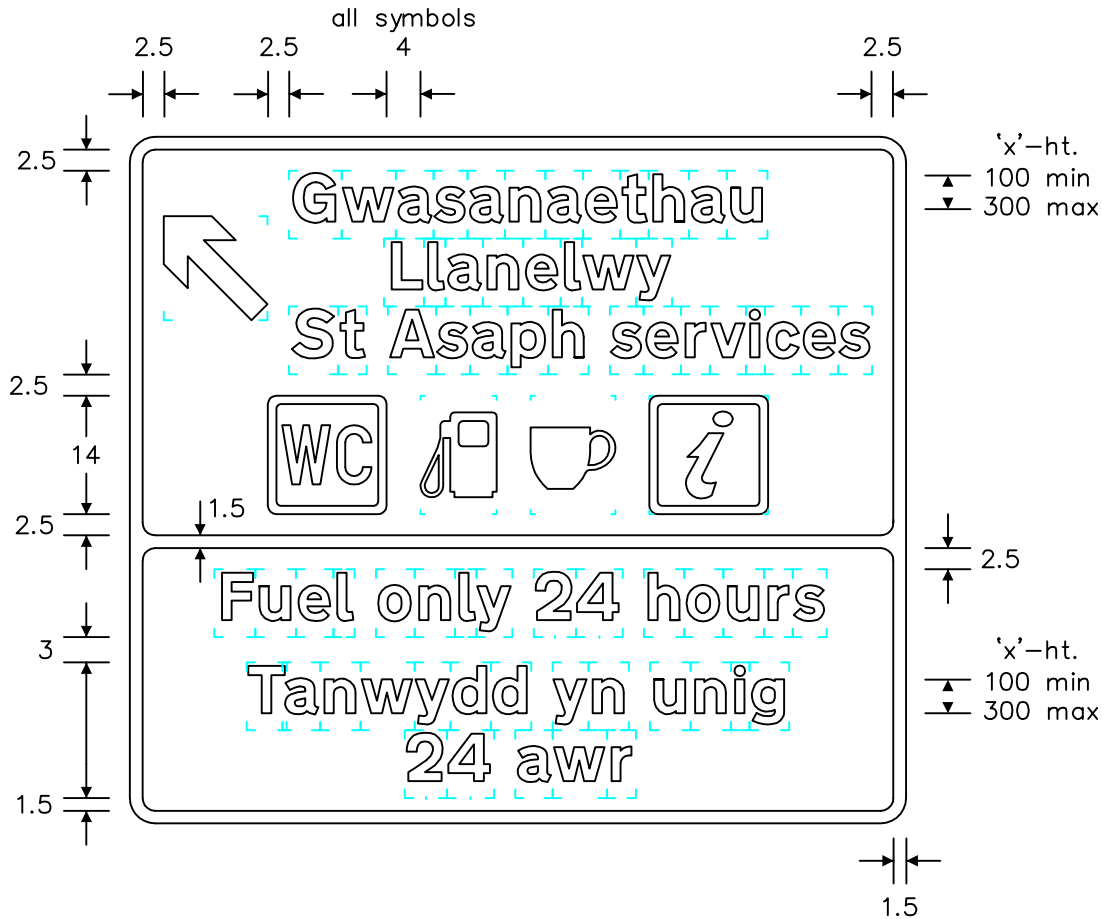 all symbols
2.5 2.5 4 2.5
2.5
'x'-ht.
100 min
300 max
Gwasanaethau
Llanelwy
St Asaph services
2.5
14
WC i
2.5
1.5
2.5
Fuel only 24 hours
3
'x'-ht.
100 min
300 max
Tanwydd yn unig
24 awr
1.5
1.5